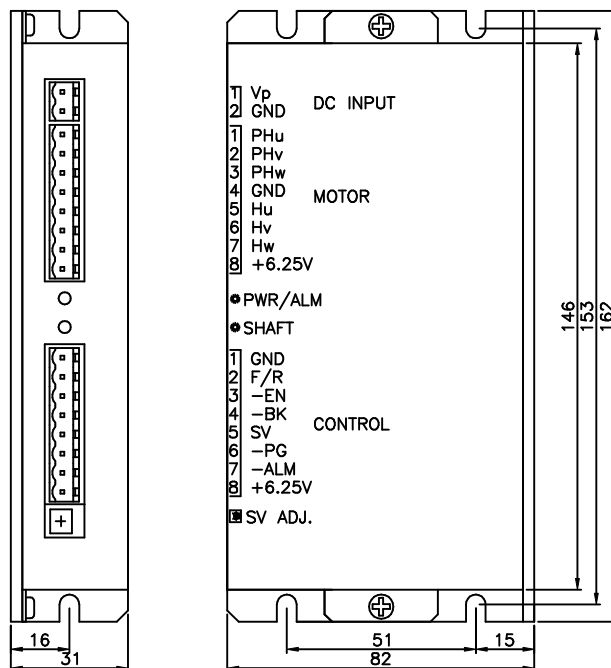 1 Vp
2 GND
DC INPUT
1 PHu
2 PHv
3 PHw
4 GND
5 Hu
6 Hv
7 Hw
8 +6.25V
MOTOR
PWR/ALM
SHAFT
1 GND
2 F/R
3 -EN
4 -BK
5 SV
6 -PG
7 -ALM
8 +6.25V
CONTROL
SV ADJ.
146
153
162
16
31
51
15
82